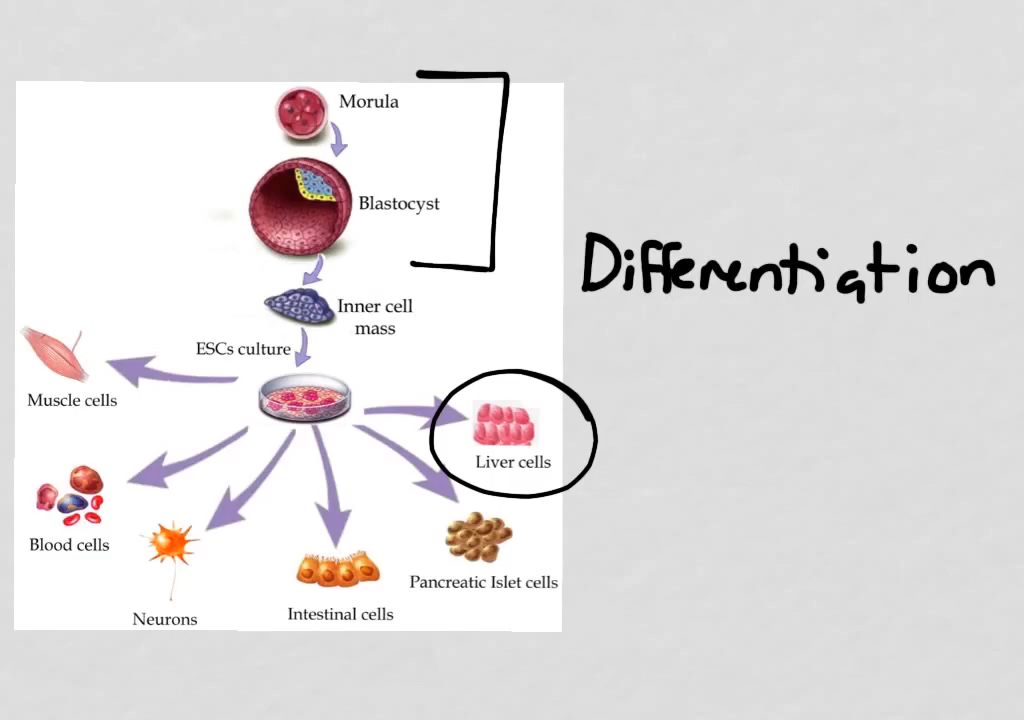 Morula
Blastocyst
Differentiation
Inner cell
mass
ESCs culture
Muscle cells
Liver cells
Blood cells
Pancreatic Islet cells
Neurons
Intestinal cells